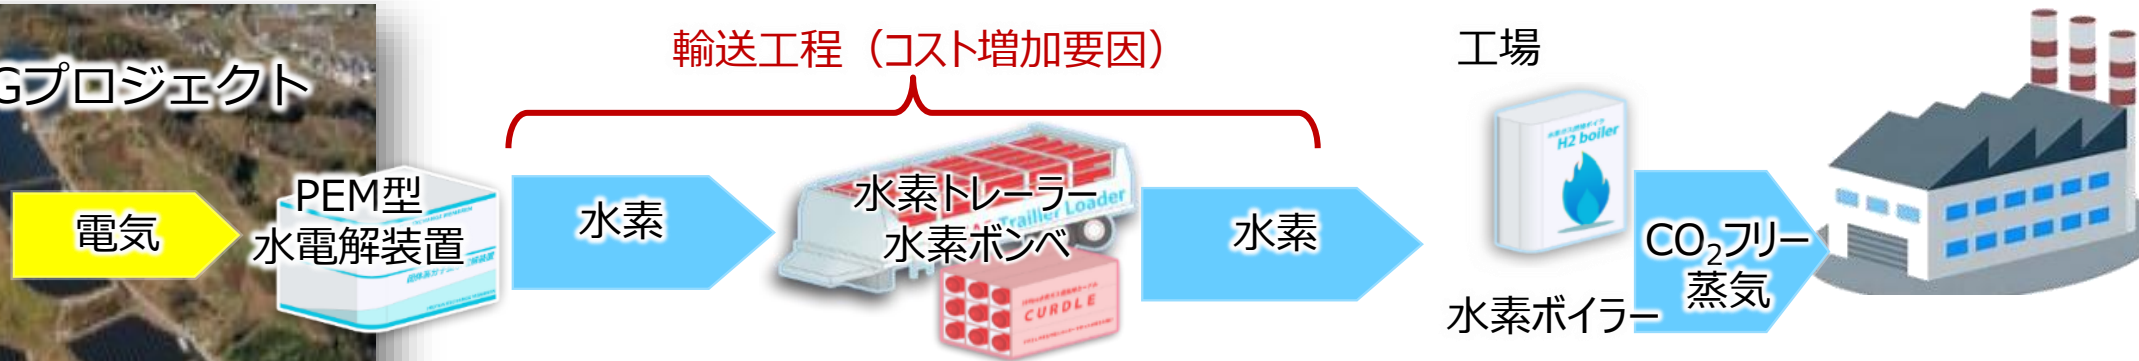 輸送工程（コスト増加要因）
工場
Gプロジェクト
電気
PEM型
水電解装置
水素
水素トレーラー
水素ボンベ
Trailler Loader
CURDLE
水素
H2 boiler
水素ボイラー
CO₂フリー
蒸気